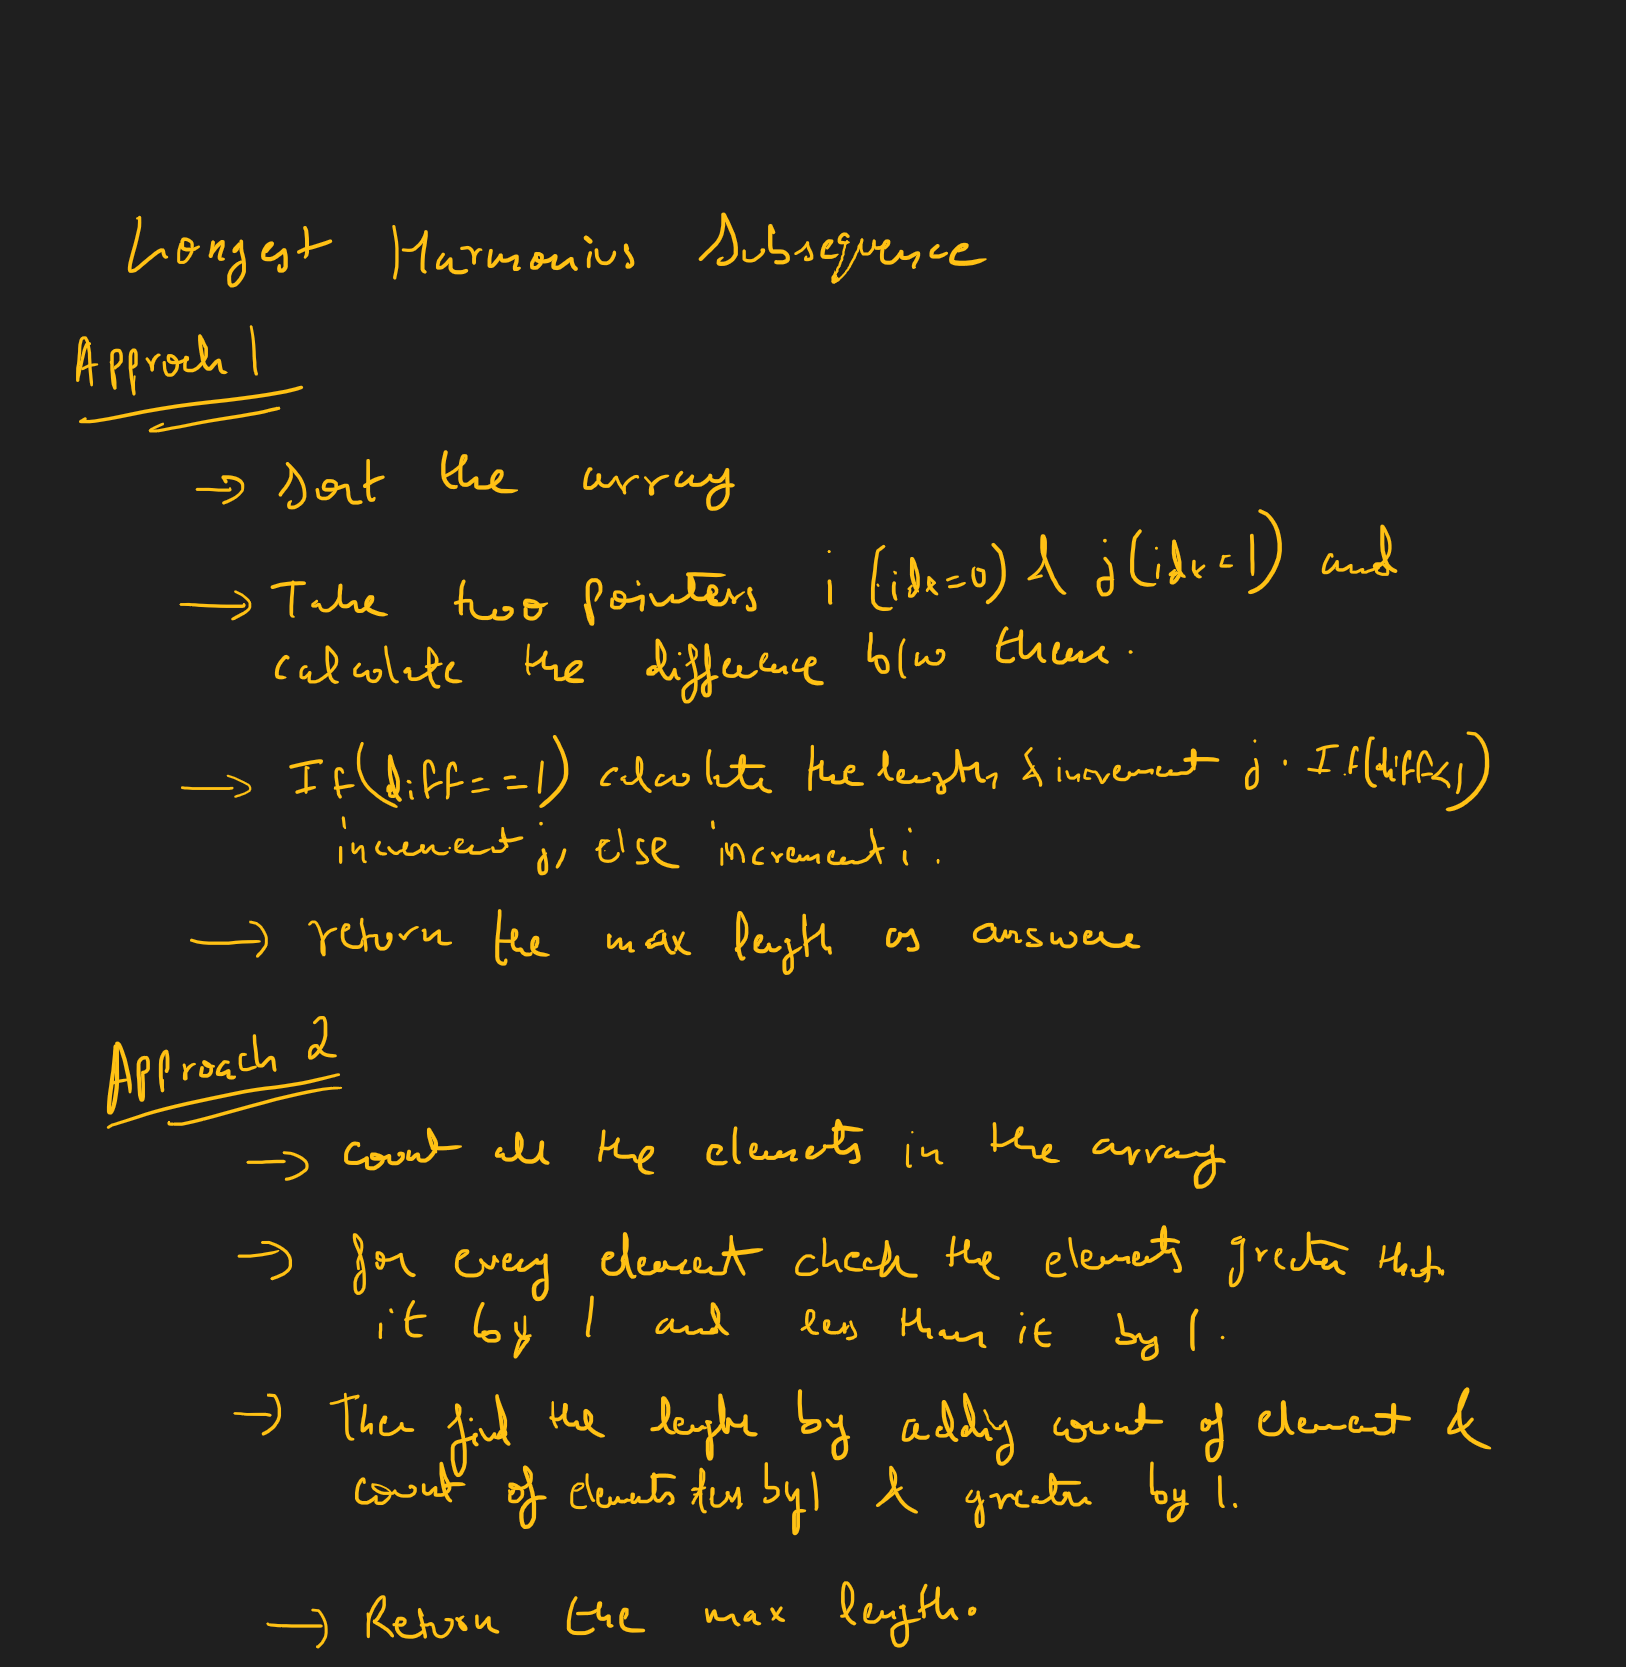 Longest Harmonius Subsequence
Approch 1
→ Sort the array
→ Take two pointers i (idx=0) & j (idx=1) and
calculate the difference b/w them.
→ If(diff==1) calculate the length & increment j. If(diff<1)
increment j, else increment i.
→ return the max length as answere
Approach 2
→ count all the elements in the array
→ for every element check the elements greater than
it by 1 and less than it by 1.
→ Then find the length by adding count of element &
count of elements less by 1 & greater by 1.
→ Return the max length.